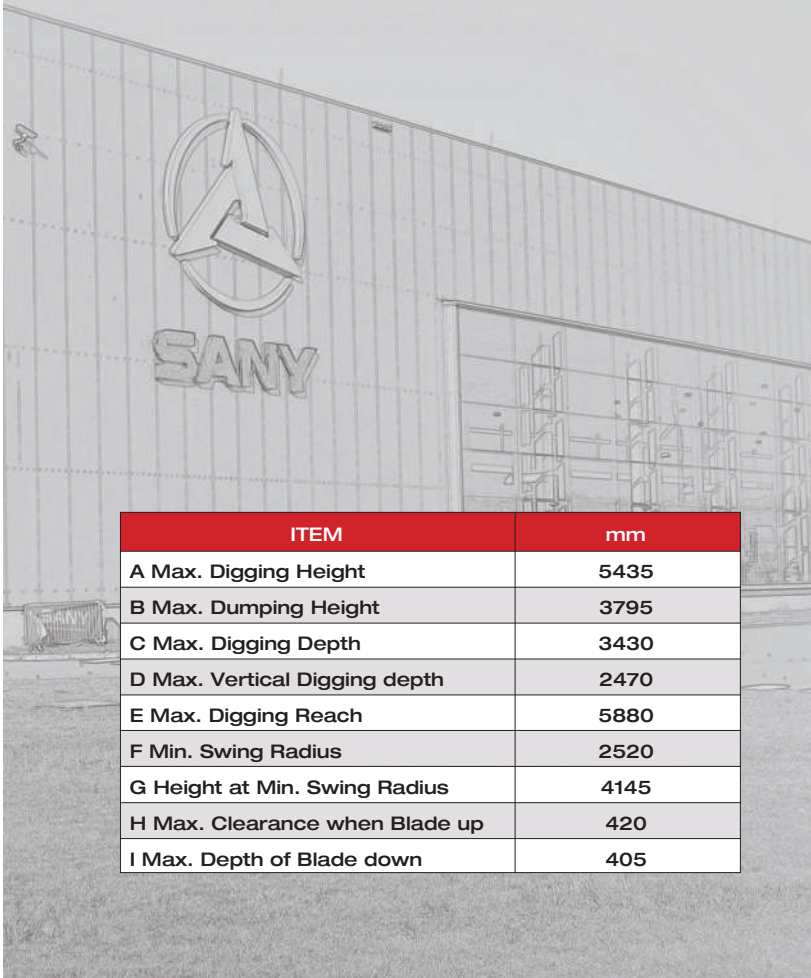 SANY
ITEM mm
A Max. Digging Height 5435
B Max. Dumping Height 3795
C Max. Digging Depth 3430
D Max. Vertical Digging depth 2470
E Max. Digging Reach 5880
F Min. Swing Radius 2520
G Height at Min. Swing Radius 4145
H Max. Clearance when Blade up 420
I Max. Depth of Blade down 405